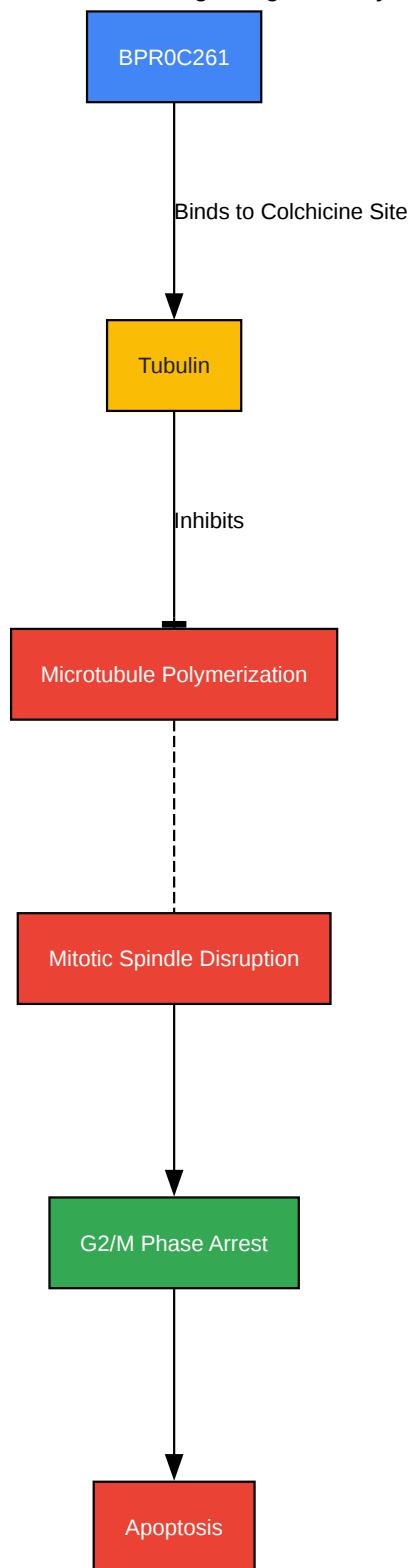 BPR0C261
Binds to Colchicine Site
Tubulin
Inhibits
Microtubule Polymerization
Mitotic Spindle Disruption
G2/M Phase Arrest
Apoptosis